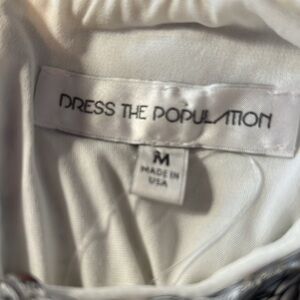 DRESS THE POPULATION
M
MADE IN
USA